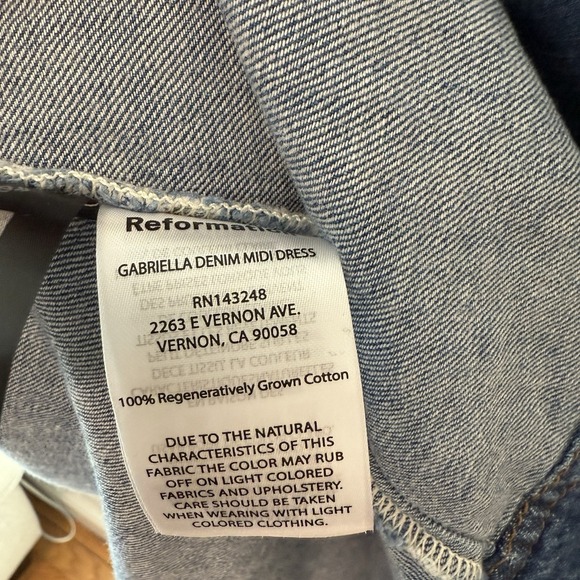 GABRIELLA DENIM MIDI DRESS
RN143248
2263 E VERNON AVE.
VERNON, CA 90058
100% Regeneratively Grown Cotton
DUE TO THE NATURAL
CHARACTERISTICS OF THIS
FABRIC THE COLOR MAY RUB
OFF ON LIGHT COLORED
FABRICS AND UPHOLSTERY.
CARE SHOULD BE TAKEN
WHEN WEARING WITH LIGHT
COLORED CLOTHING.